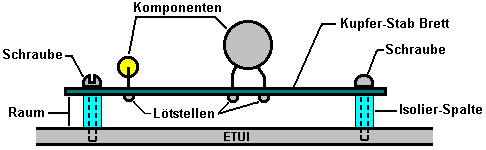 Komponenten
Kupfer-Stab Brett
Schraube
Schraube
Raum
Lötstellen
Isolier-Spalte
ETUI